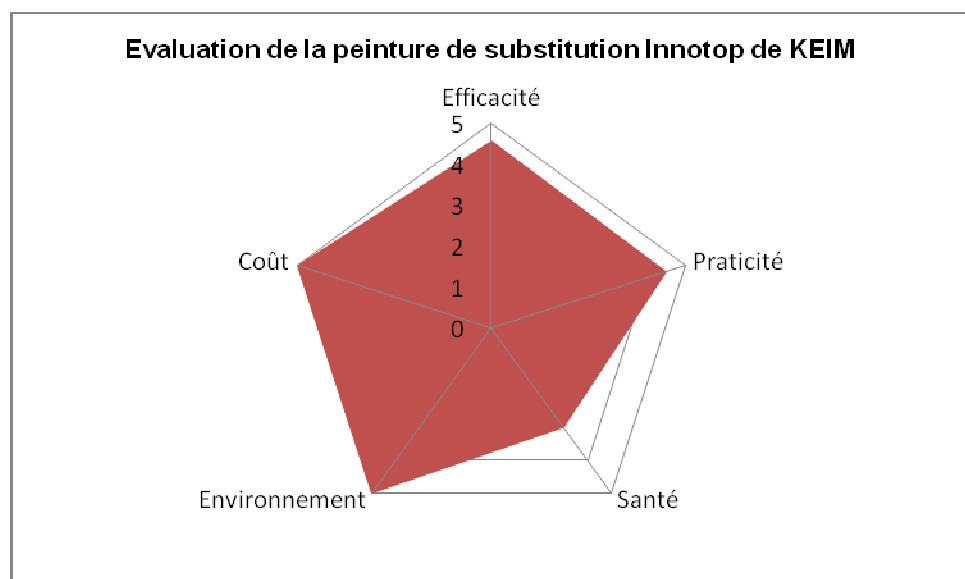 Evaluation de la peinture de substitution Innotop de KEIM
Efficacité
5
4
3
2
1
0
Coût
Praticité
Environnement
Santé